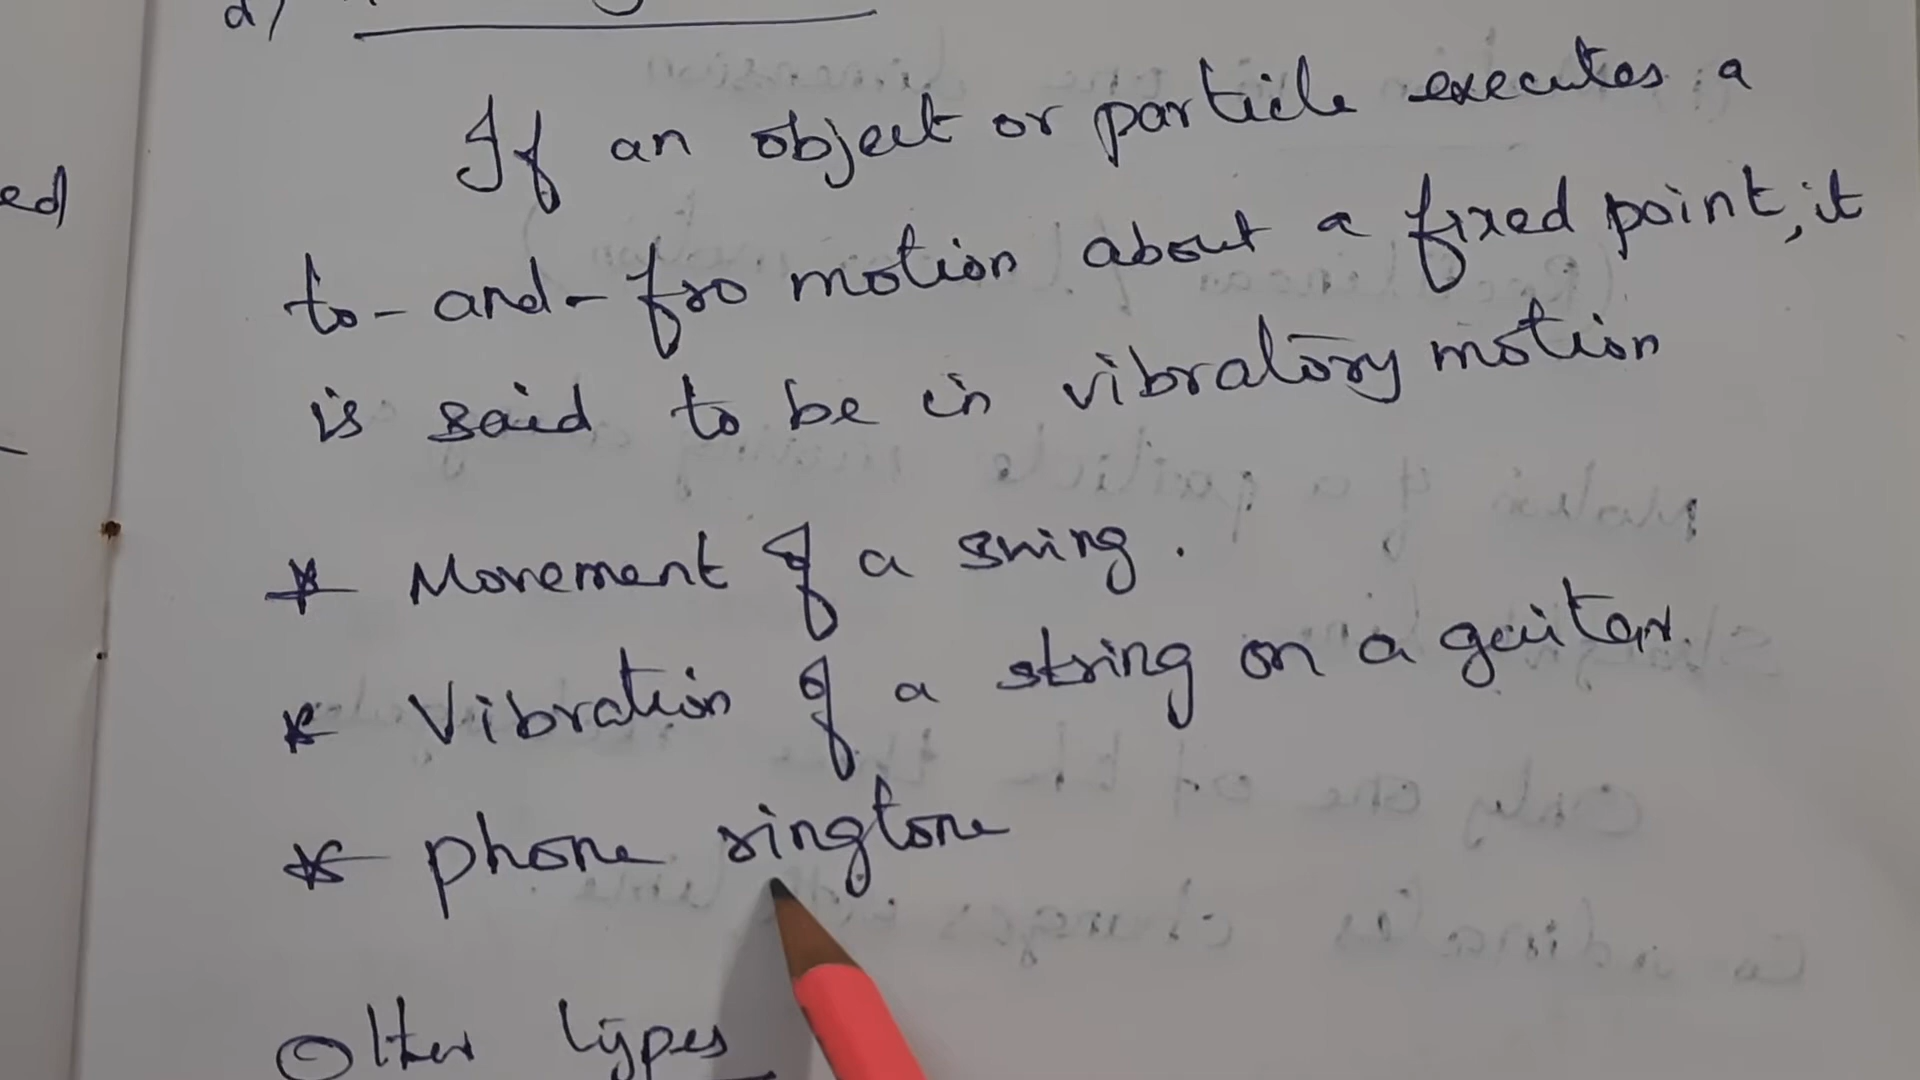 d)
If an object or particle executes a
to-and-fro motion about a fixed point, it
is said to be in vibratory motion
* Movement of a swing.
* Vibration of a string on a guitar.
* phone ringtone
Other types
ed